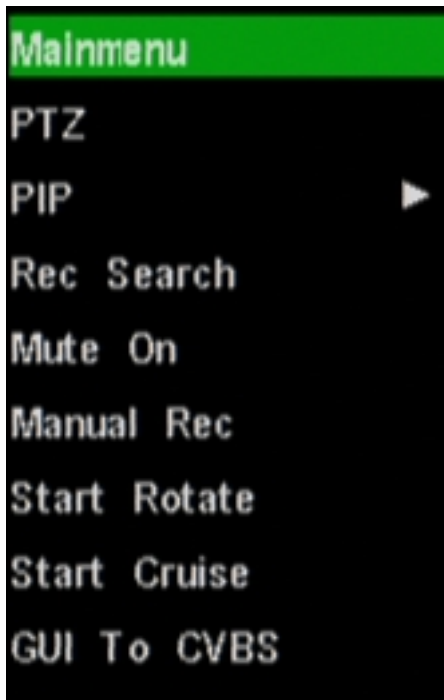 Mainmenu
PTZ
PIP
Rec Search
Mute On
Manual Rec
Start Rotate
Start Cruise
GUI To CVBS